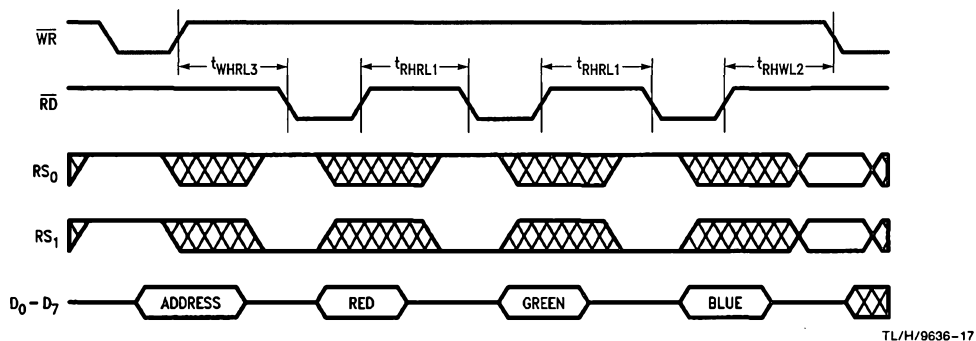 WR
tWHRL3
tRHRL1
tRHRL1
tRHWL2
RD
RS0
RS1
D0 – D7
ADDRESS
RED
GREEN
BLUE
TL/H/9636–17